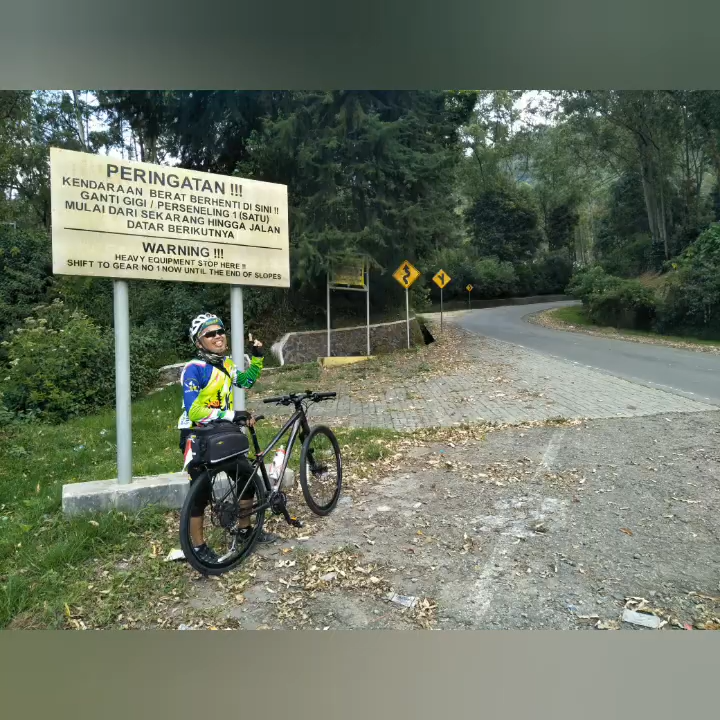 PERINGATAN !!!
KENDARAAN BERAT BERHENTI DI SINI !!
GANTI GIGI / PERSENELING 1 (SATU)
MULAI DARI SEKARANG HINGGA JALAN
DATAR BERIKUTNYA
WARNING !!!
HEAVY EQUIPMENT STOP HERE !!
SHIFT TO GEAR NO 1 NOW UNTIL THE END OF SLOPES